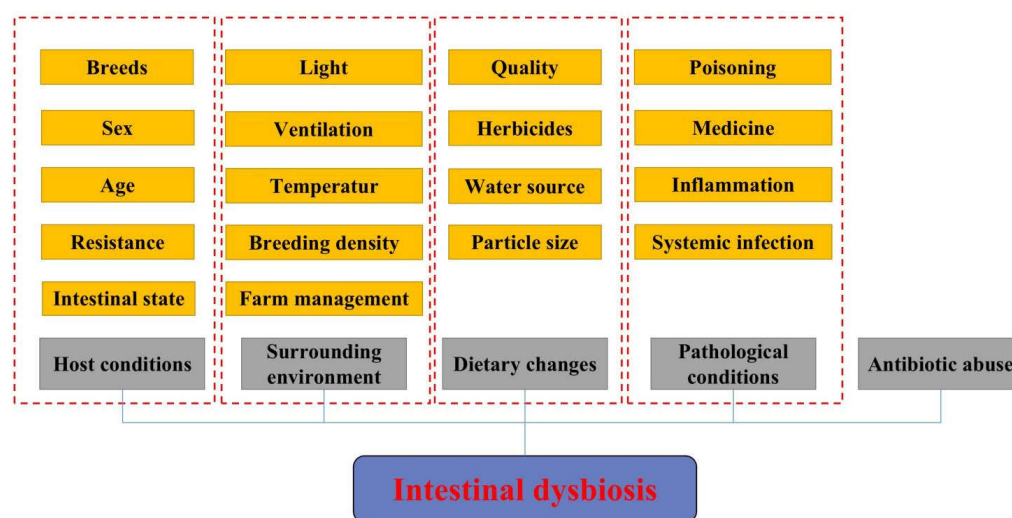 Breeds
Light
Quality
Poisoning
Sex
Ventilation
Herbicides
Medicine
Age
Temperatur
Water source
Inflammation
Resistance
Breeding density
Particle size
Systemic infection
Intestinal state
Farm management
Host conditions
Surrounding
environment
Dietary changes
Pathological
conditions
Antibiotic abuse
Intestinal dysbiosis